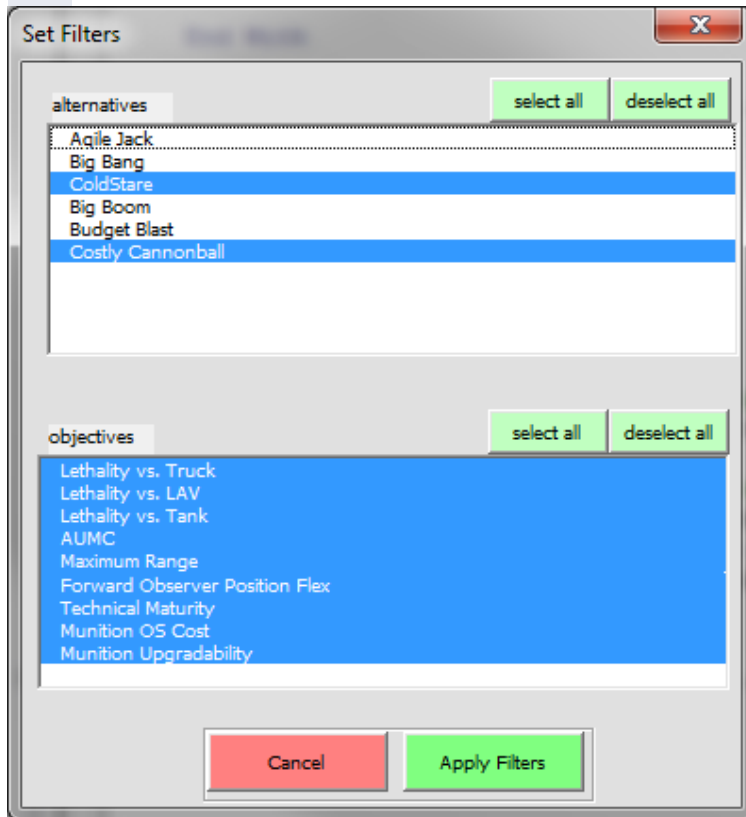 Set Filters
alternatives
select all
deselect all
Agile Jack
Big Bang
ColdStare
Big Boom
Budget Blast
Costly Cannonball
objectives
select all
deselect all
Lethality vs. Truck
Lethality vs. LAV
Lethality vs. Tank
AUMC
Maximum Range
Forward Observer Position Flex
Technical Maturity
Munition OS Cost
Munition Upgradability
Cancel
Apply Filters